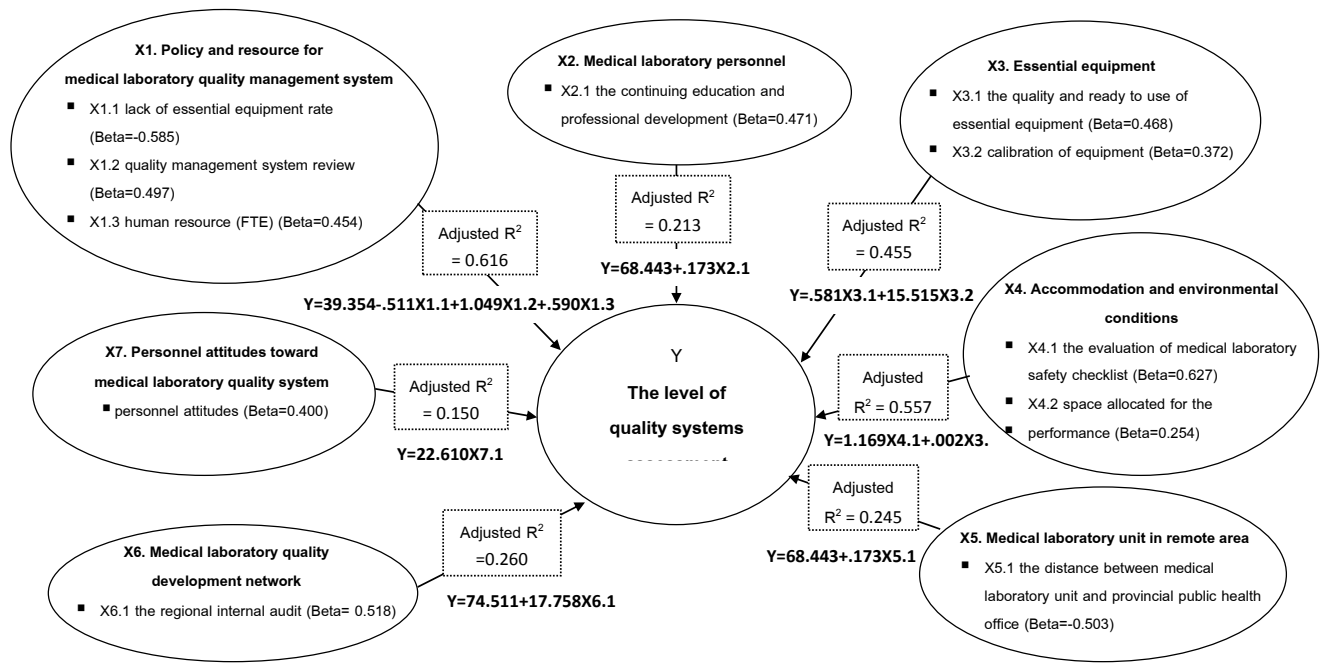 X1. Policy and resource for
medical laboratory quality management system
▪ X1.1 lack of essential equipment rate
(Beta=-0.585)
▪ X1.2 quality management system review
(Beta=0.497)
▪ X1.3 human resource (FTE) (Beta=0.454)
Adjusted R²
= 0.616
Y=39.354-.511X1.1+1.049X1.2+.590X1.3
X2. Medical laboratory personnel
▪ X2.1 the continuing education and
professional development (Beta=0.471)
Adjusted R²
= 0.213
Y=68.443+.173X2.1
X3. Essential equipment
▪ X3.1 the quality and ready to use of
essential equipment (Beta=0.468)
▪ X3.2 calibration of equipment (Beta=0.372)
Adjusted R²
= 0.455
Y=.581X3.1+15.515X3.2
X4. Accommodation and environmental
conditions
▪ X4.1 the evaluation of medical laboratory
safety checklist (Beta=0.627)
▪ X4.2 space allocated for the
▪ performance (Beta=0.254)
Adjusted
R² = 0.557
Y=1.169X4.1+.002X3.
Y
The level of
quality systems
X7. Personnel attitudes toward
medical laboratory quality system
▪ personnel attitudes (Beta=0.400)
Adjusted R²
= 0.150
Y=22.610X7.1
X6. Medical laboratory quality
development network
▪ X6.1 the regional internal audit (Beta= 0.518)
Adjusted R²
=0.260
Y=74.511+17.758X6.1
X5. Medical laboratory unit in remote area
▪ X5.1 the distance between medical
laboratory unit and provincial public health
office (Beta=-0.503)
Adjusted
R² = 0.245
Y=68.443+.173X5.1